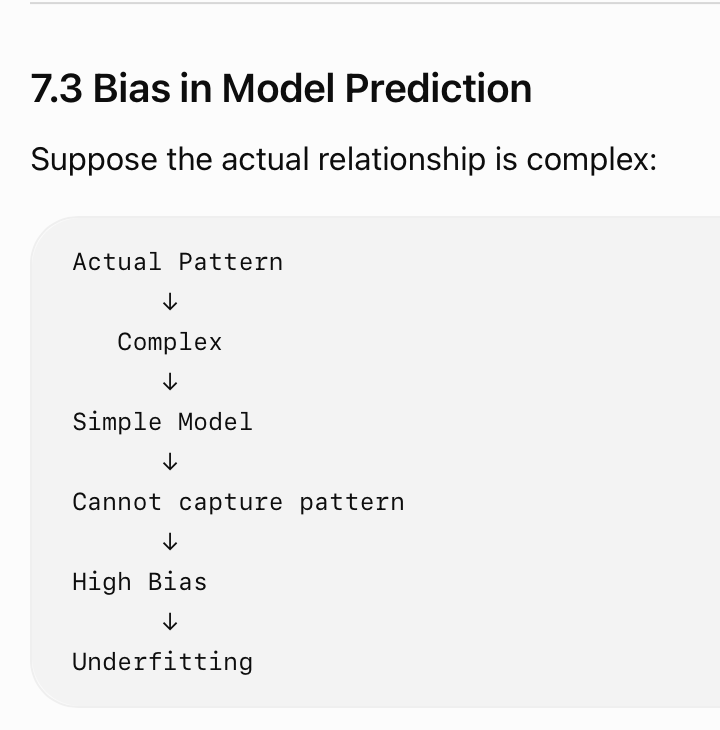 7.3 Bias in Model Prediction
Suppose the actual relationship is complex:
Actual Pattern
↓
Complex
↓
Simple Model
↓
Cannot capture pattern
↓
High Bias
↓
Underfitting